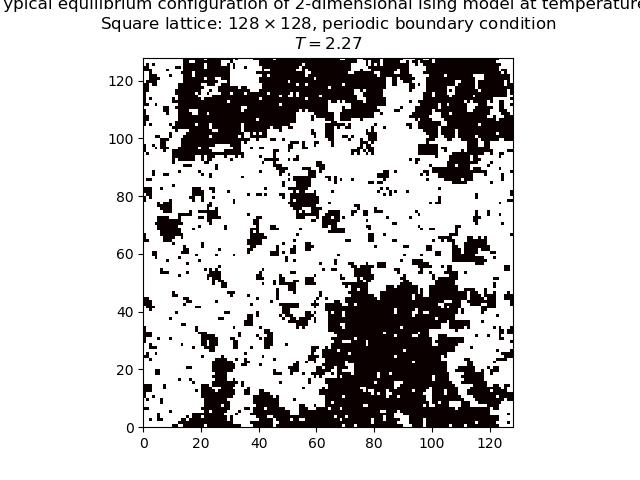 ypical equilibrium configuration of 2-dimensional Ising model at temperature
Square lattice: 128 × 128, periodic boundary condition
T = 2.27
120
100
80
60
40
20
0
0 20 40 60 80 100 120